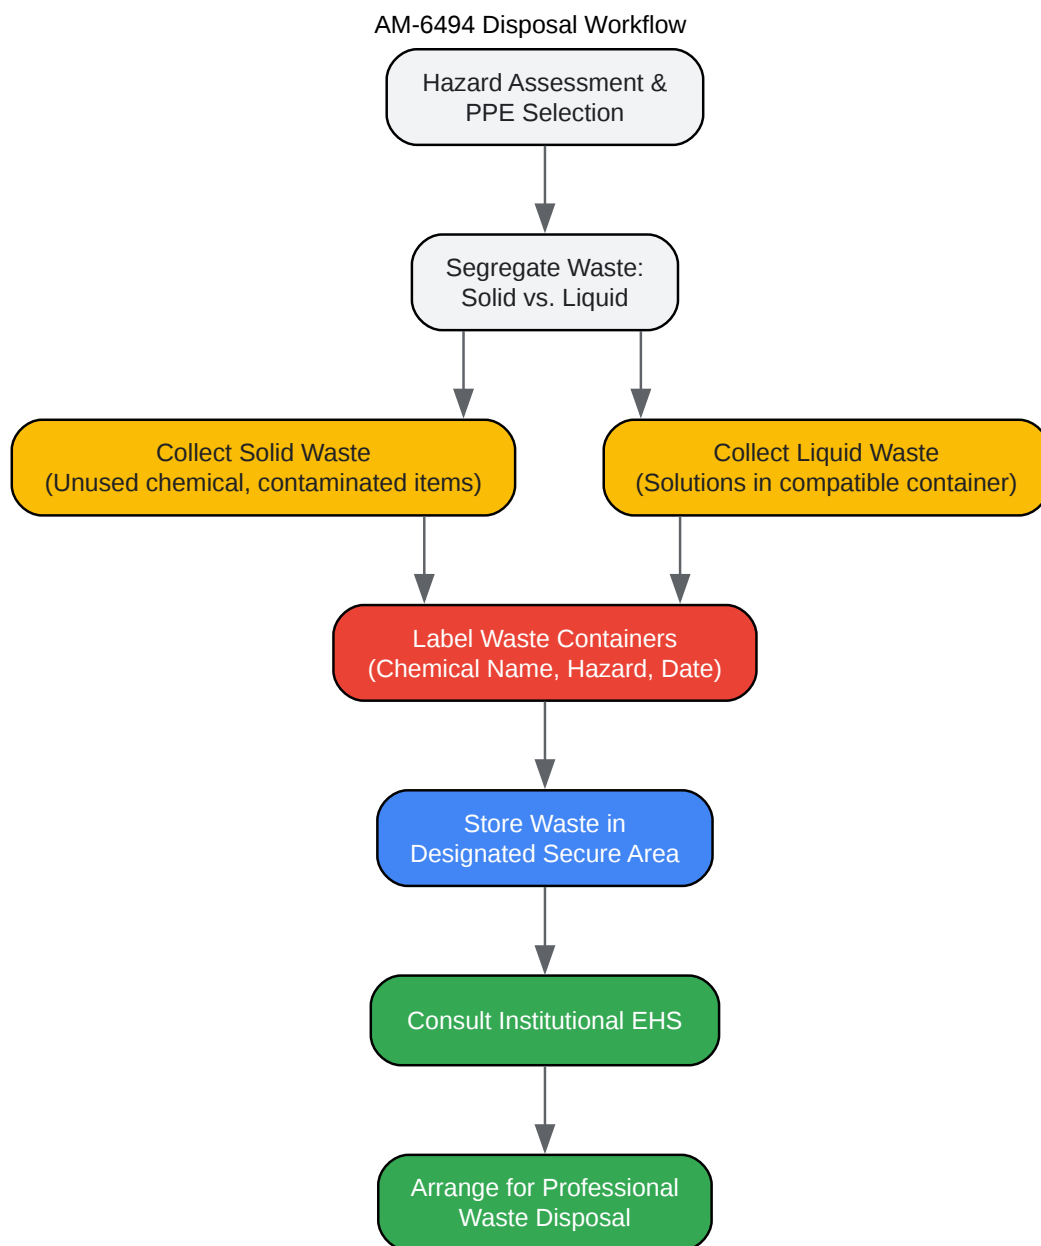 AM-6494 Disposal Workflow
Hazard Assessment &
PPE Selection
Segregate Waste:
Solid vs. Liquid
Collect Solid Waste
(Unused chemical, contaminated items)
Collect Liquid Waste
(Solutions in compatible container)
Label Waste Containers
(Chemical Name, Hazard, Date)
Store Waste in
Designated Secure Area
Consult Institutional EHS
Arrange for Professional
Waste Disposal